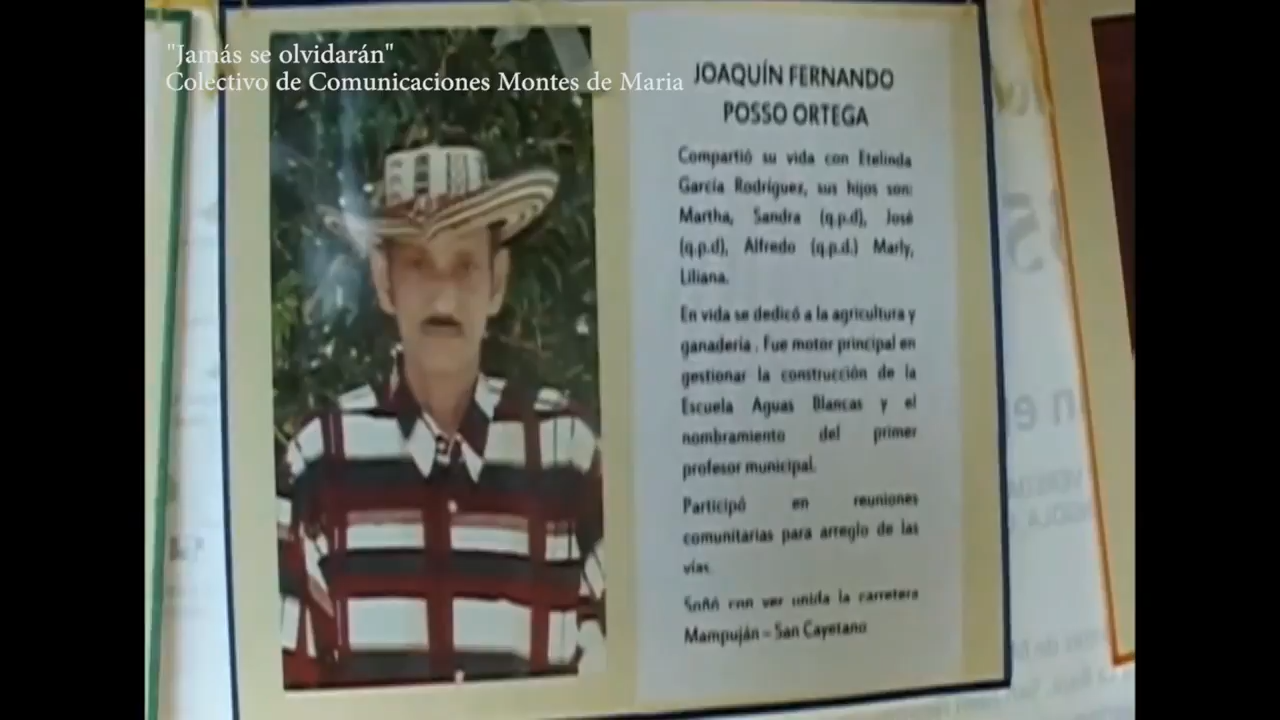 "Jamás se olvidarán"
Colectivo de Comunicaciones Montes de Maria
JOAQUÍN FERNANDO
POSSO ORTEGA
Compartió su vida con Etelinda
García Rodríguez, sus hijos son:
Martha, Sandra (q.p.d), José
(q.p.d), Alfredo (q.p.d.) Marly,
Liliana.
En vida se dedicó a la agricultura y
ganadería . Fue motor principal en
gestionar la construcción de la
Escuela Aguas Blancas y el
nombramiento del primer
profesor municipal.
Participó en reuniones
comunitarias para arreglo de las
vías.
Soñó con ver unida la carretera
Mampuján – San Cayetano